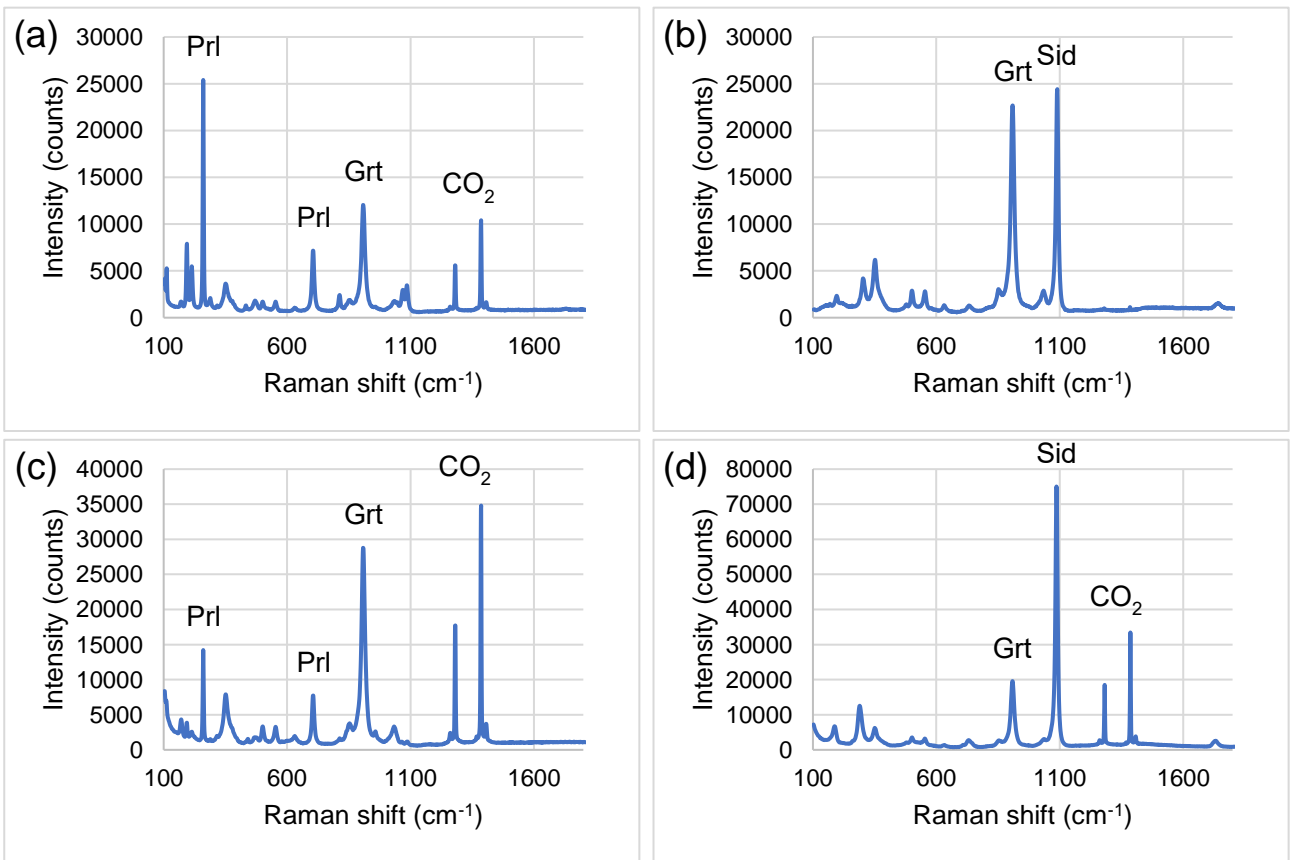 (a)
Intensity (counts)
30000
25000
20000
15000
10000
5000
0
Prl
Prl
Grt
CO₂
100 600 1100 1600
Raman shift (cm⁻¹)
(b)
Intensity (counts)
30000
25000
20000
15000
10000
5000
0
Grt
Sid
100 600 1100 1600
Raman shift (cm⁻¹)
(c)
Intensity (counts)
40000
35000
30000
25000
20000
15000
10000
5000
0
Prl
Prl
Grt
CO₂
100 600 1100 1600
Raman shift (cm⁻¹)
(d)
Intensity (counts)
80000
70000
60000
50000
40000
30000
20000
10000
0
Grt
Sid
CO₂
100 600 1100 1600
Raman shift (cm⁻¹)